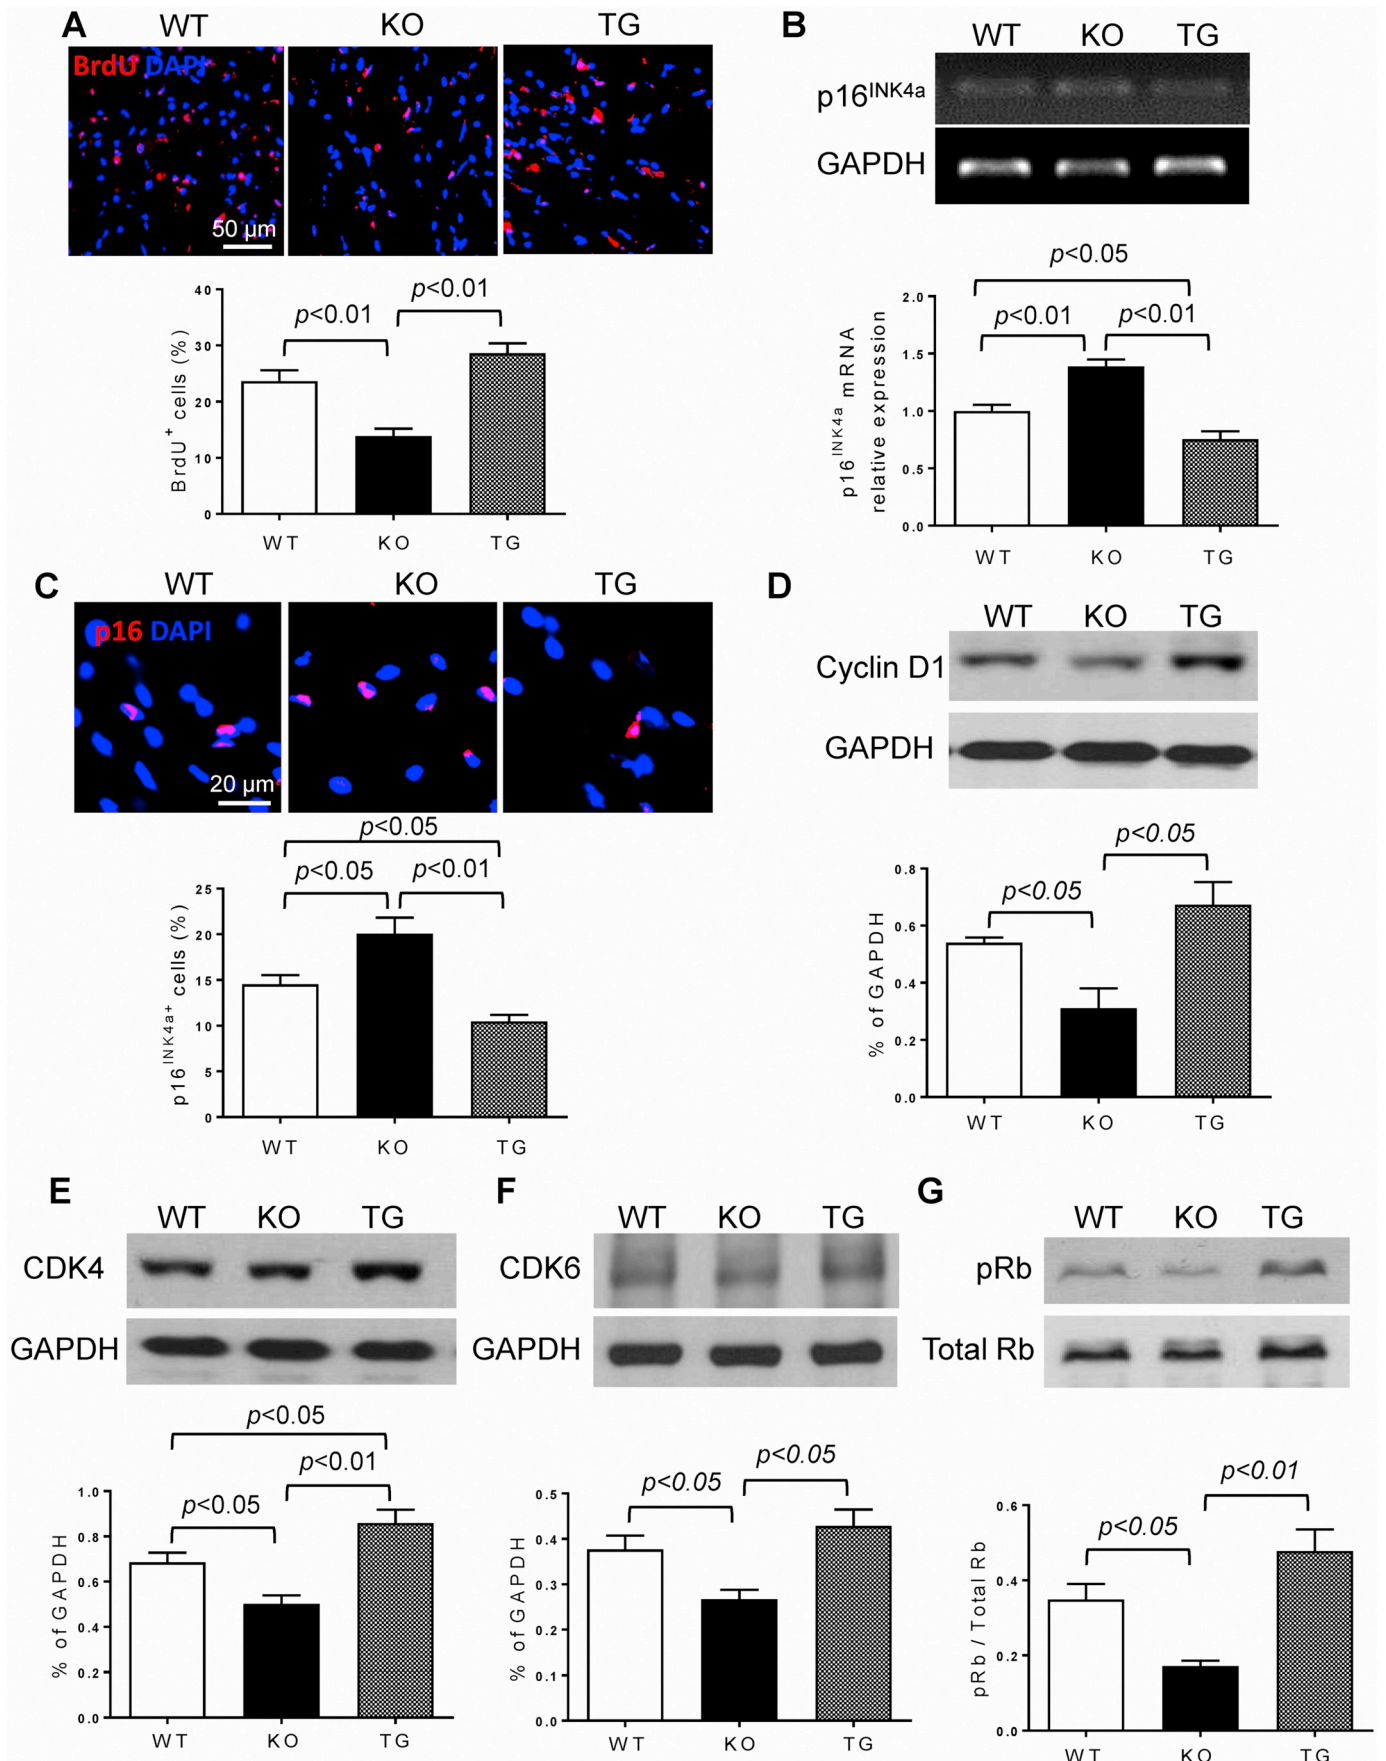 A
WT KO TG
BrdU DAPI
50 µm
40
30
20
10
0
BrdU⁺ cells (%)
p<0.01
p<0.01
WT KO TG
B
WT KO TG
p16ᴵᴺᴷ⁴ᵃ
GAPDH
p<0.05
p<0.01 p<0.01
2.0
1.5
1.0
0.5
0.0
p16ᴵᴺᴷ⁴ᵃ mRNA
relative expression
WT KO TG
C
WT KO TG
p16 DAPI
20 µm
p<0.05
p<0.05 p<0.01
25
20
15
10
5
0
p16ᴵᴺᴷ⁴ᵃ⁺ cells (%)
WT KO TG
D
WT KO TG
Cyclin D1
GAPDH
p<0.05
p<0.05
0.8
0.6
0.4
0.2
0.0
% of GAPDH
WT KO TG
E
WT KO TG
CDK4
GAPDH
p<0.05
p<0.01
p<0.05
1.0
0.8
0.6
0.4
0.2
0.0
% of GAPDH
WT KO TG
F
WT KO TG
CDK6
GAPDH
p<0.05
p<0.05
0.5
0.4
0.3
0.2
0.1
0.0
% of GAPDH
WT KO TG
G
WT KO TG
pRb
Total Rb
p<0.01
p<0.05
0.6
0.4
0.2
0.0
pRb / Total Rb
WT KO TG